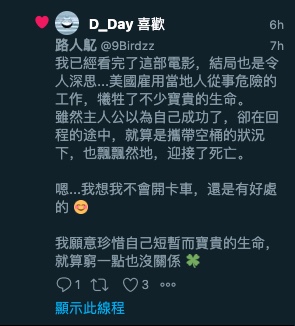 D_Day 喜歡 6h
路人馹 @9Birdzz 7h
我已經看完了這部電影，結局也是令
人深思...美國雇用當地人從事危險的
工作，犧牲了不少寶貴的生命。
雖然主人公以為自己成功了，卻在回
程的途中，就算是攜帶空桶的狀況
下，也飄飄然地，迎接了死亡。
嗯...我想我不會開卡車，還是有好處
的 😊
我願意珍惜自己短暫而寶貴的生命，
就算窮一點也沒關係 🍀
1 3
顯示此線程